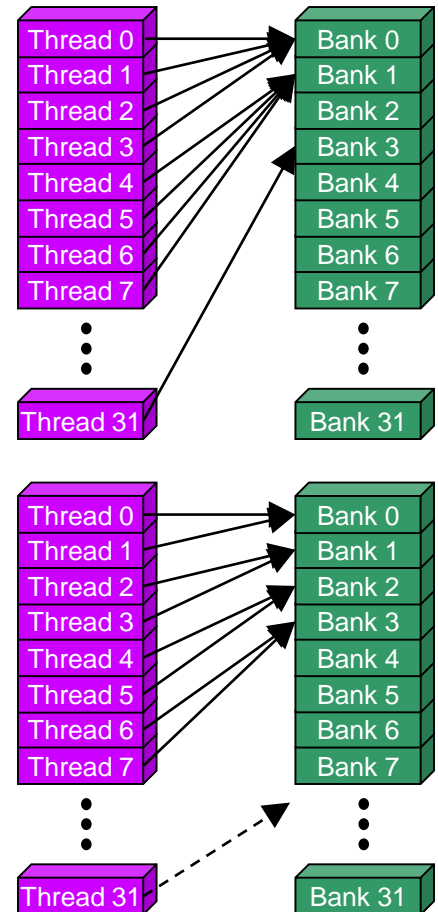 Thread 0 Bank 0
Thread 1 Bank 1
Thread 2 Bank 2
Thread 3 Bank 3
Thread 4 Bank 4
Thread 5 Bank 5
Thread 6 Bank 6
Thread 7 Bank 7
Thread 31 Bank 31
Thread 0 Bank 0
Thread 1 Bank 1
Thread 2 Bank 2
Thread 3 Bank 3
Thread 4 Bank 4
Thread 5 Bank 5
Thread 6 Bank 6
Thread 7 Bank 7
Thread 31 Bank 31